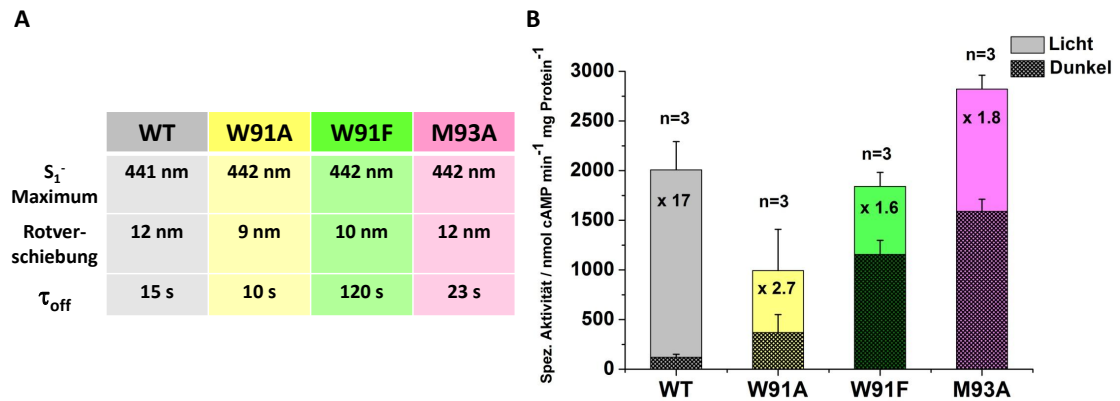 A
WT W91A W91F M93A
S1-
Maximum
441 nm 442 nm 442 nm 442 nm
Rotver-
schiebung
12 nm 9 nm 10 nm 12 nm
τoff
15 s 10 s 120 s 23 s
B
Licht
Dunkel
Spez. Aktivität / nmol cAMP min-1 mg Protein-1
3000
2500
2000
1500
1000
500
0
n=3
x 17
n=3
x 2.7
n=3
x 1.6
n=3
x 1.8
WT W91A W91F M93A